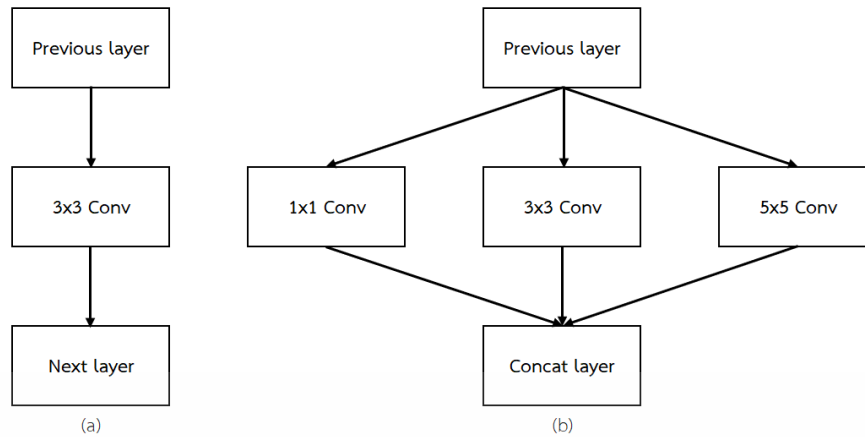 Previous layer
3x3 Conv
Next layer
(a)
Previous layer
1x1 Conv
3x3 Conv
5x5 Conv
Concat layer
(b)